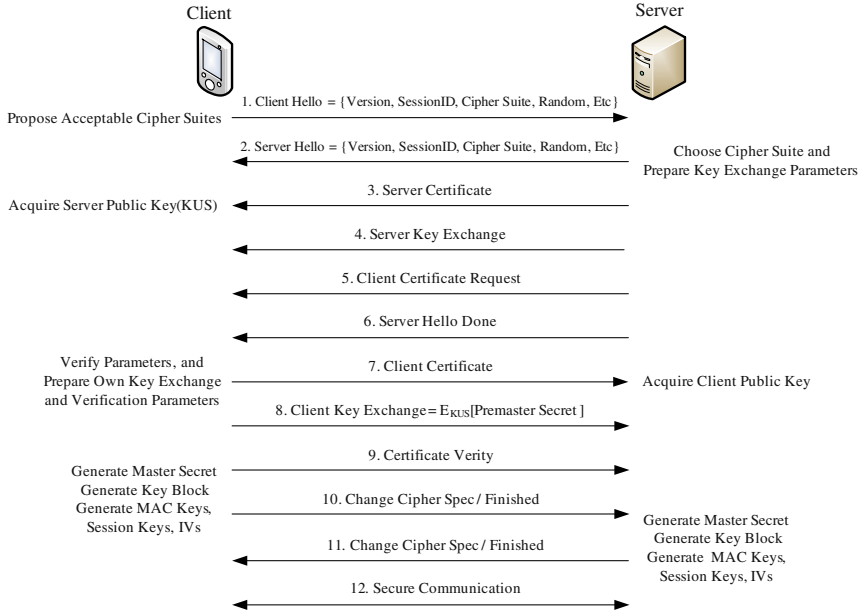 Client
Server
1. Client Hello = {Version, SessionID, Cipher Suite, Random, Etc}
Propose Acceptable Cipher Suites
2. Server Hello = {Version, SessionID, Cipher Suite, Random, Etc}
Choose Cipher Suite and
Prepare Key Exchange Parameters
3. Server Certificate
Acquire Server Public Key(KUS)
4. Server Key Exchange
5. Client Certificate Request
6. Server Hello Done
Verify Parameters, and
Prepare Own Key Exchange
and Verification Parameters
7. Client Certificate
Acquire Client Public Key
8. Client Key Exchange = EKUS[Premaster Secret]
9. Certificate Verity
Generate Master Secret
Generate Key Block
Generate MAC Keys,
Session Keys, IVs
10. Change Cipher Spec / Finished
Generate Master Secret
Generate Key Block
Generate MAC Keys,
Session Keys, IVs
11. Change Cipher Spec / Finished
12. Secure Communication